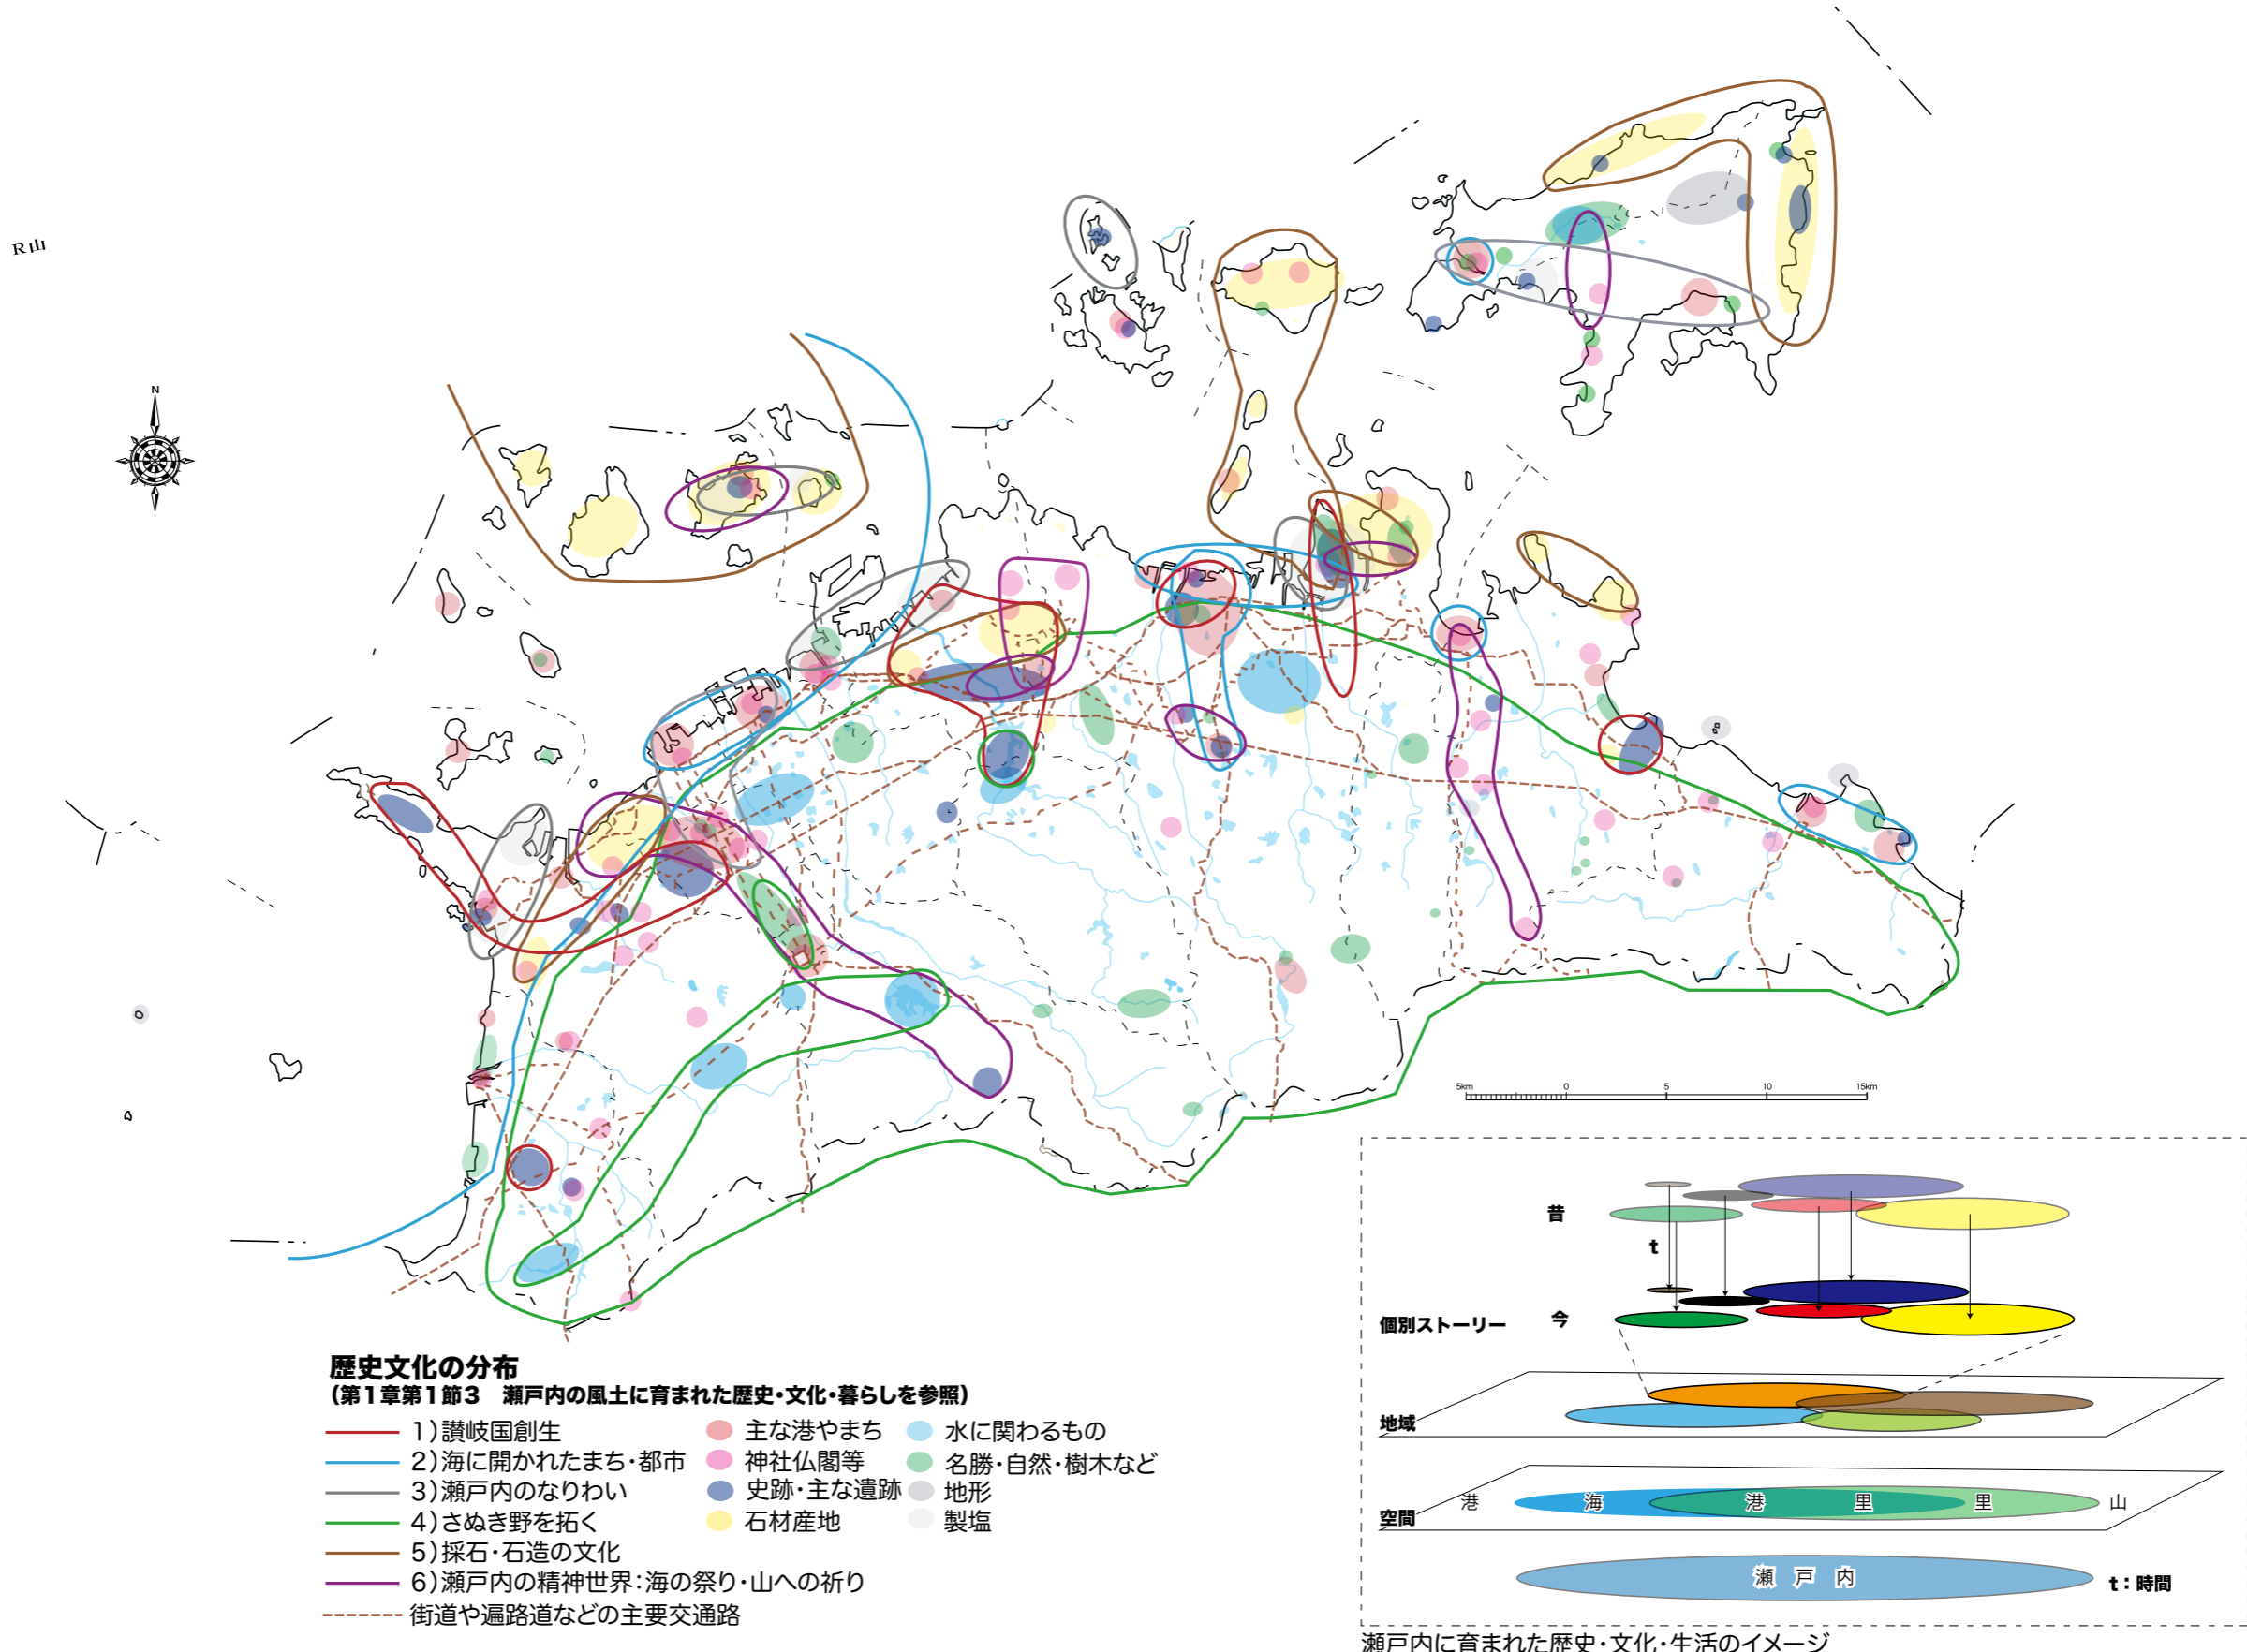 R山
N
5km 0 5 10 15km
歴史文化の分布
(第1章第1節3 瀬戸内の風土に育まれた歴史・文化・暮らしを参照)
1)讃岐国創生
2)海に開かれたまち・都市
3)瀬戸内のなりわい
4)さぬき野を拓く
5)採石・石造の文化
6)瀬戸内の精神世界:海の祭り・山への祈り
街道や遍路道などの主要交通路
主な港やまち
神社仏閣等
史跡・主な遺跡
石材産地
水に関わるもの
名勝・自然・樹木など
地形
製塩
昔
t
個別ストーリー 今
地域
港 海 港 里 里 山
空間
瀬 戸 内
t:時間
瀬戸内に育まれた歴史・文化・生活のイメージ